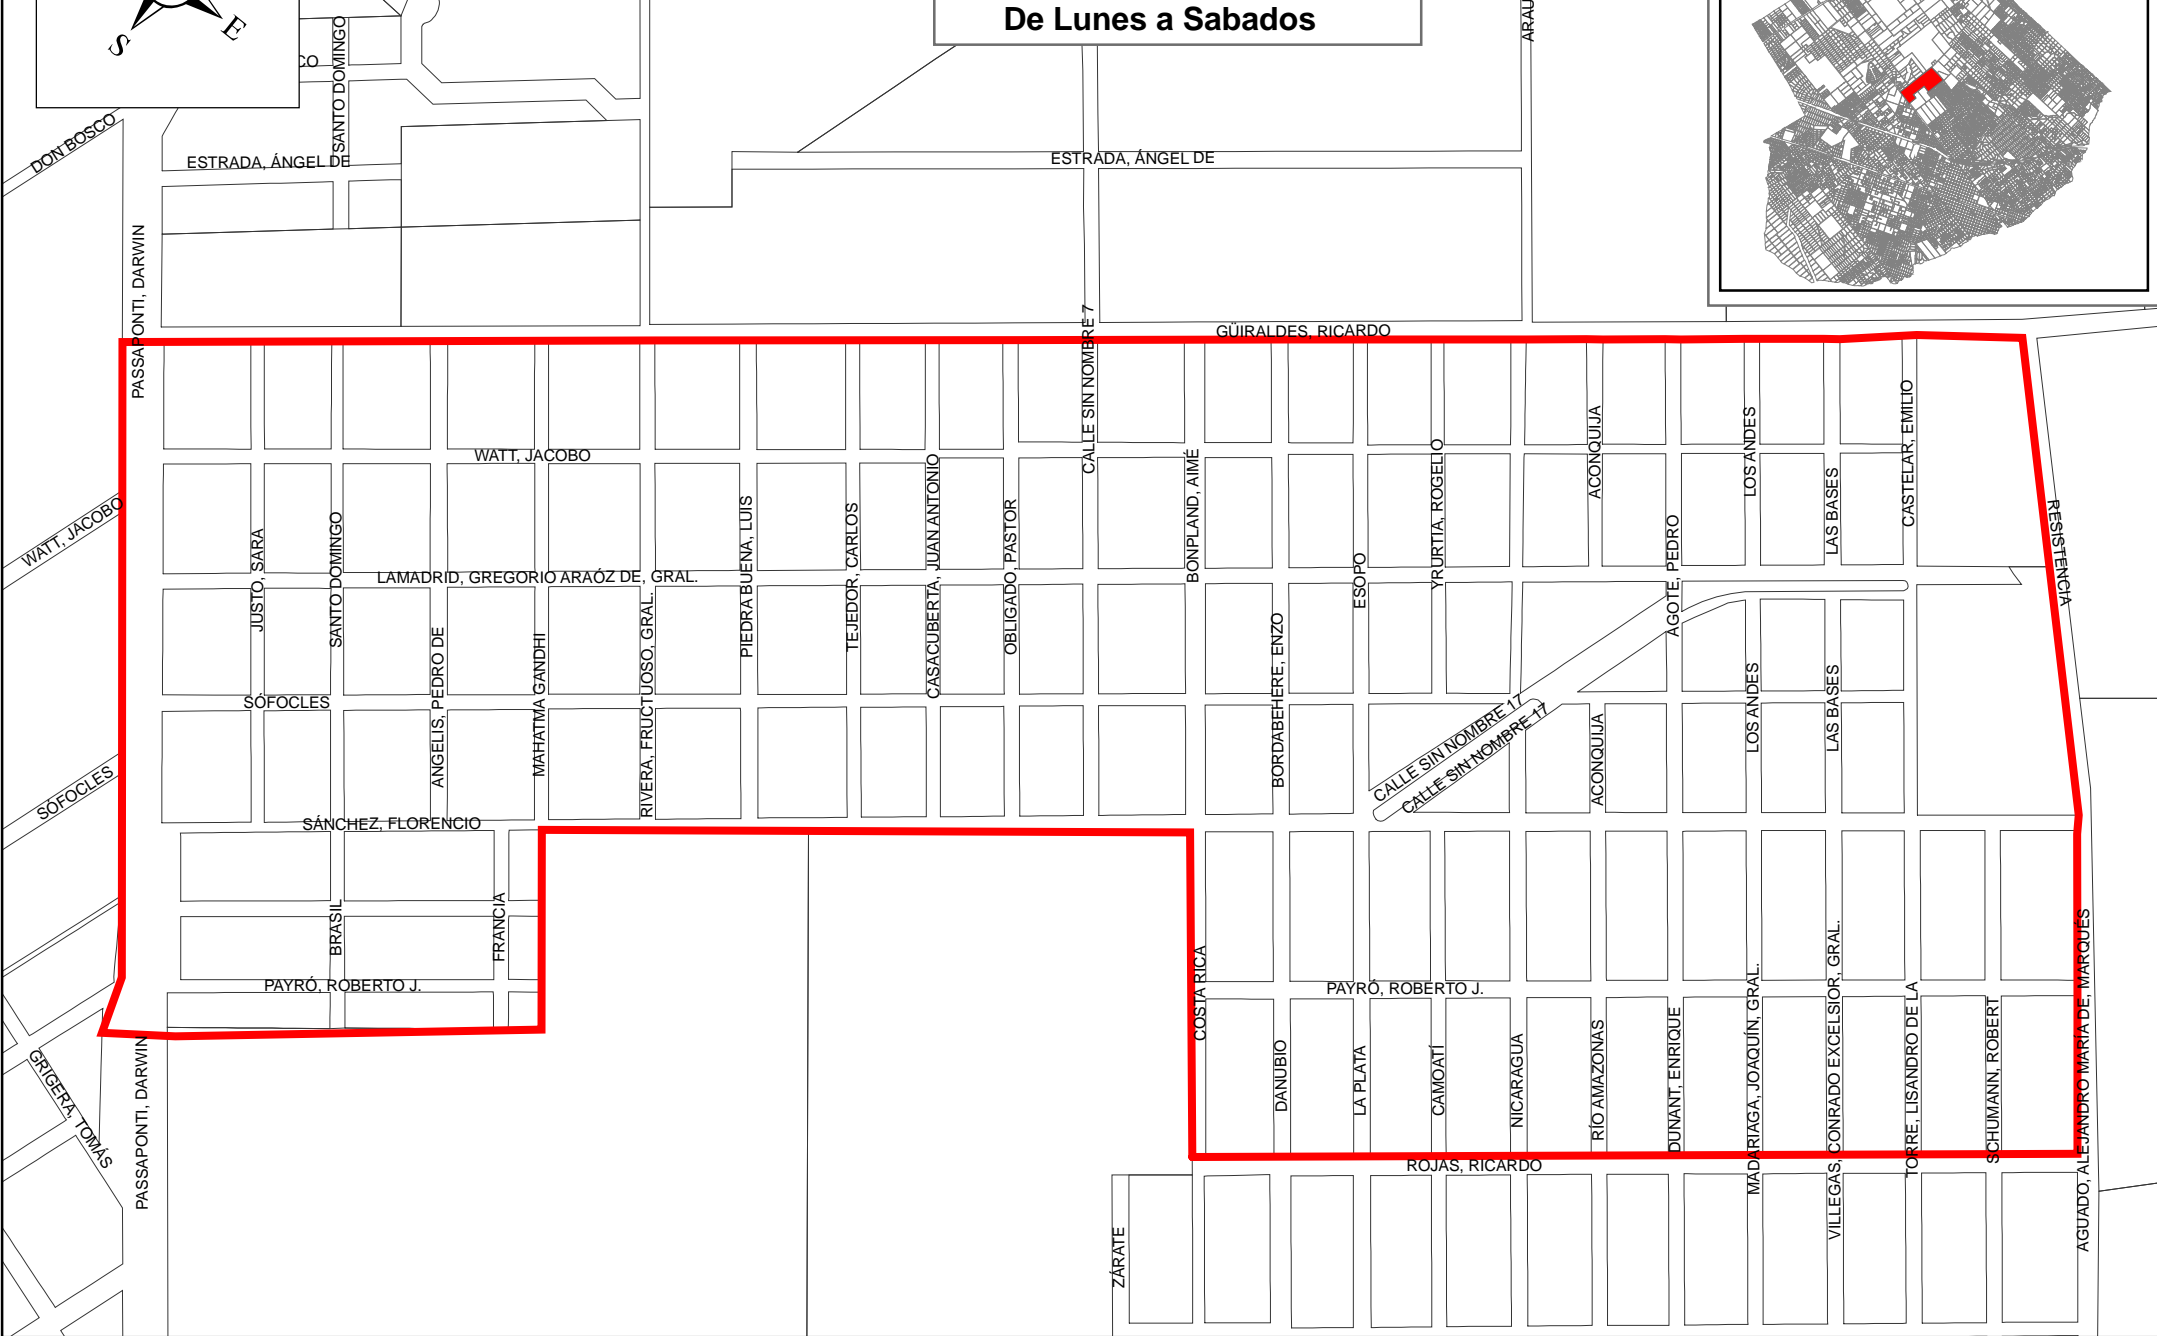 De Lunes a Sabados
S
E
CO
SANTO DOMINGO
DON BOSCO
ESTRADA, ÁNGEL DE
ESTRADA, ÁNGEL DE
PASSAPONTI, DARWIN
GÜIRALDES, RICARDO
CALLE SIN NOMBRE 7
WATT, JACOBO
WATT, JACOBO
JUSTO, SARA
SANTO DOMINGO
ANGELIS, PEDRO DE
MAHATMA GANDHI
RIVERA, FRUCTUOSO, GRAL.
PIEDRA BUENA, LUIS
TEJEDOR, CARLOS
CASACUBERTA, JUAN ANTONIO
OBLIGADO, PASTOR
BONPLAND, AIMÉ
BORDABEHERE, ENZO
ESOPO
YRURTIA, ROGELIO
ACONQUIJA
AGOTE, PEDRO
LOS ANDES
LAS BASES
CASTELAR, EMILIO
RESISTENCIA
LAMADRID, GREGORIO ARAÓZ DE, GRAL.
SÓFOCLES
SÓFOCLES
CALLE SIN NOMBRE 17
CALLE SIN NOMBRE 17
ACONQUIJA
LOS ANDES
LAS BASES
SÁNCHEZ, FLORENCIO
BRASIL
FRANCIA
PAYRÓ, ROBERTO J.
PAYRÓ, ROBERTO J.
COSTA RICA
DANUBIO
LA PLATA
CAMOATÍ
NICARAGUA
RÍO AMAZONAS
DUNANT, ENRIQUE
MADARIAGA, JOAQUÍN, GRAL.
VILLEGAS, CONRADO EXCELSIOR, GRAL.
TORRE, LISANDRO DE LA
SCHUMANN, ROBERT
AGUADO, ALEJANDRO MARÍA DE, MARQUÉS
GRIGERA, TOMÁS
PASSAPONTI, DARWIN
ROJAS, RICARDO
ZÁRATE
ARAU